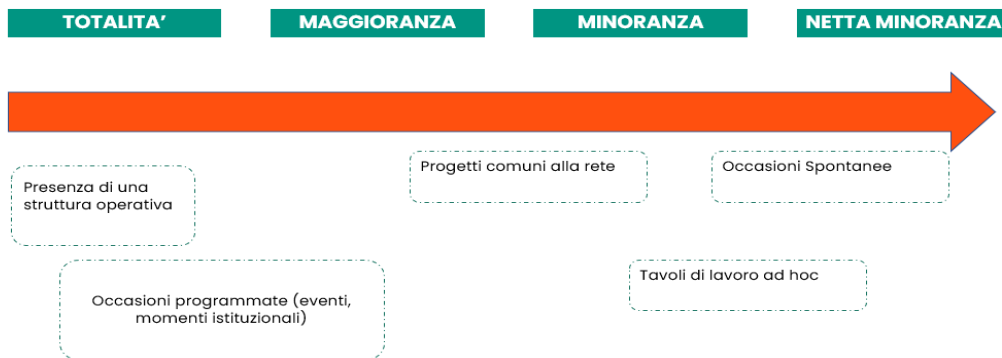 TOTALITA’
MAGGIORANZA
MINORANZA
NETTA MINORANZA
Presenza di una
struttura operativa
Progetti comuni alla rete
Occasioni Spontanee
Occasioni programmate (eventi,
momenti istituzionali)
Tavoli di lavoro ad hoc